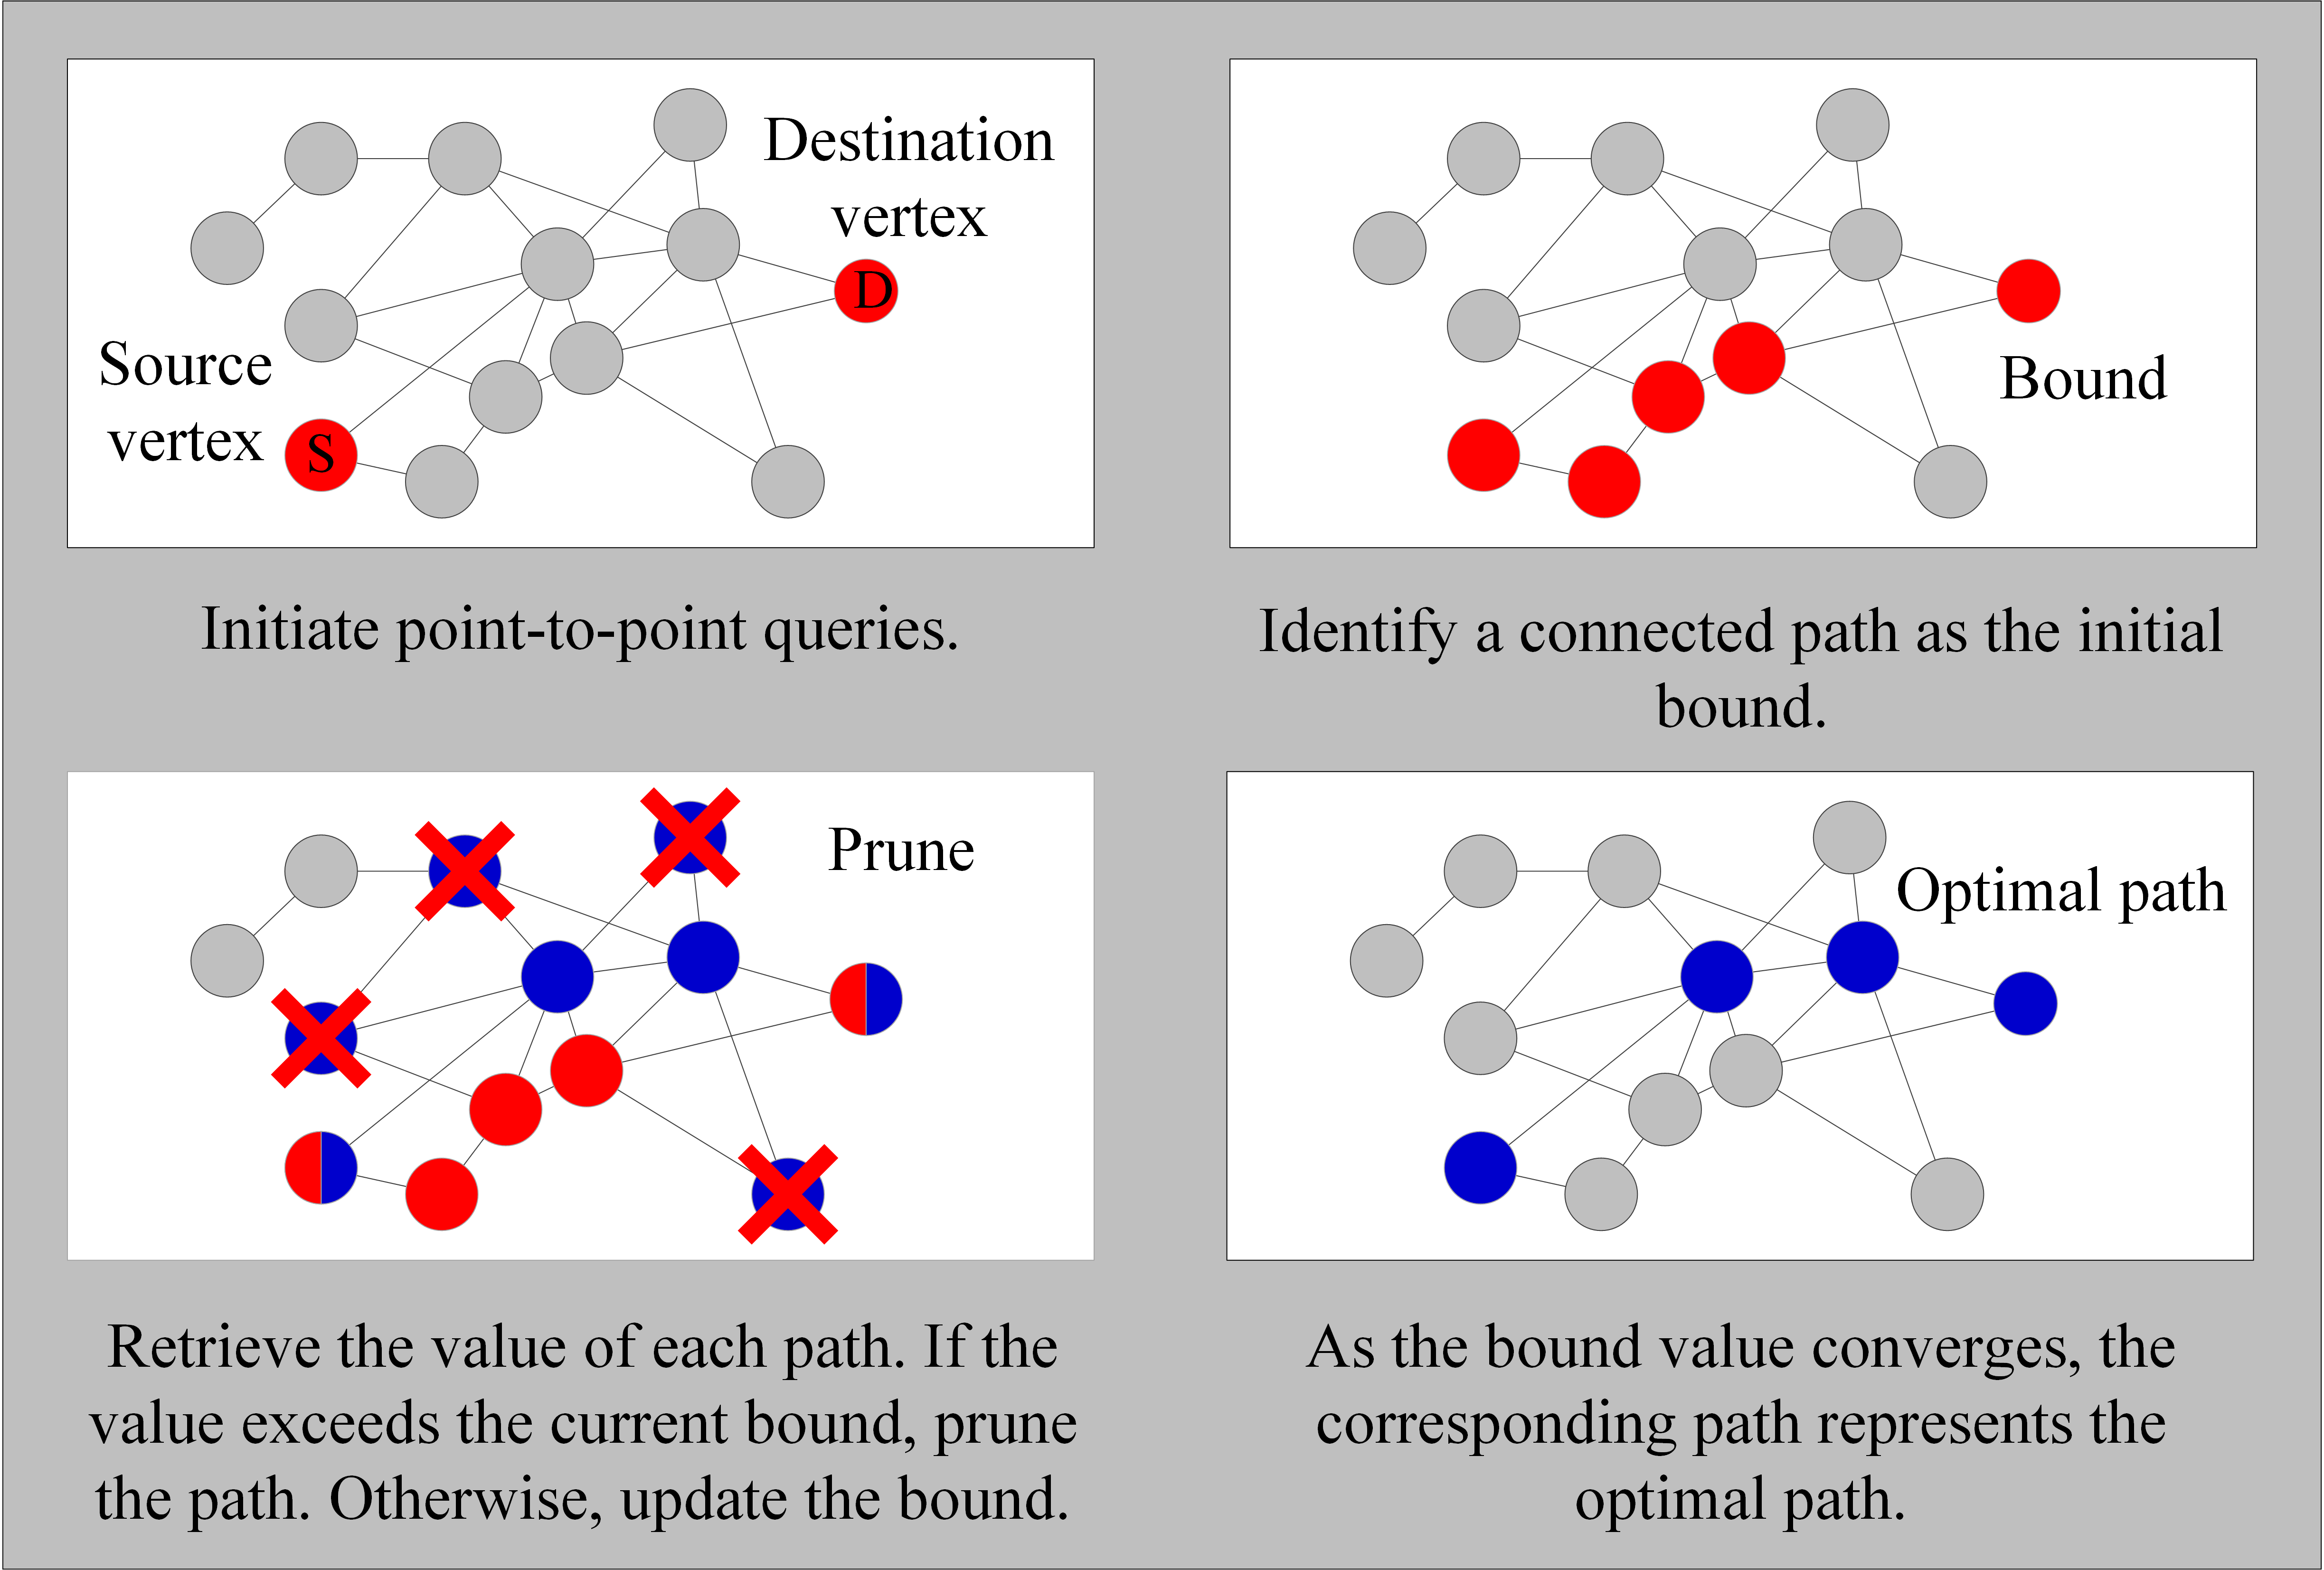 Destination
vertex
D
Source
vertex
S
Initiate point-to-point queries.
Bound
Identify a connected path as the initial
bound.
Prune
Retrieve the value of each path. If the
value exceeds the current bound, prune
the path. Otherwise, update the bound.
Optimal path
As the bound value converges, the
corresponding path represents the
optimal path.